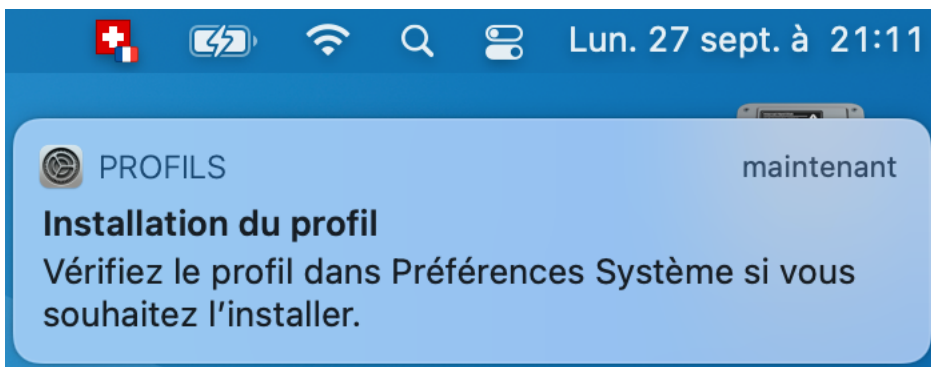 Lun. 27 sept. à 21:11
PROFILS
maintenant
Installation du profil
Vérifiez le profil dans Préférences Système si vous
souhaitez l’installer.